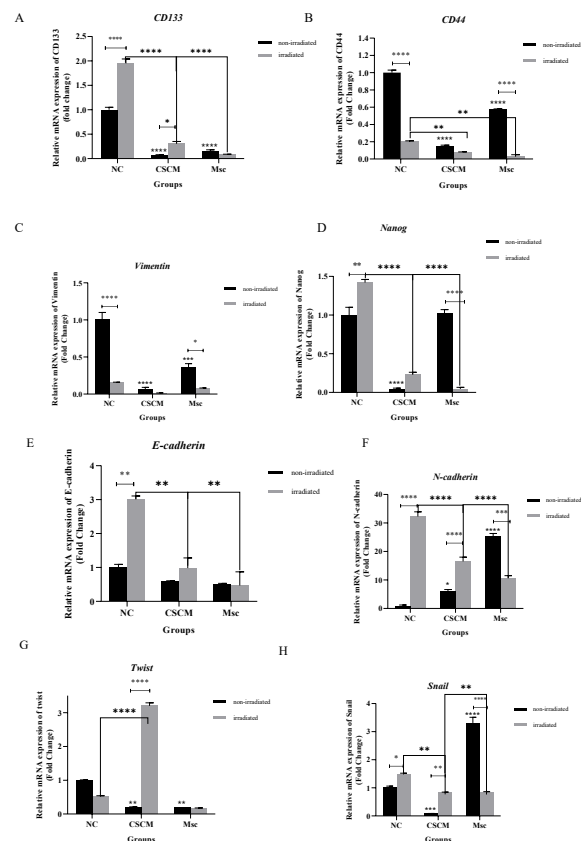 A
CD133
Relative mRNA expression of CD133
(fold change)
2.5
2.0
1.5
1.0
0.5
0.0
****
****
****
****
*
****
NC
CSCM
Msc
Groups
non-irradiated
irradiated
B
CD44
Relative mRNA expression of CD44
(Fold Change)
1.4
1.2
1.0
0.8
0.6
0.4
0.2
0.0
****
****
**
**
****
****
NC
CSCM
Msc
Groups
non-irradiated
irradiated
C
Vimentin
Relative mRNA expression of Vimentin
(Fold Change)
1.5
1.0
0.5
0.0
****
****
***
*
NC
CSCM
Msc
Groups
non-irradiated
irradiated
D
Nanog
Relative mRNA expression of Nanog
(Fold Change)
1.5
1.0
0.5
0.0
**
****
****
****
****
NC
CSCM
Msc
Groups
non-irradiated
irradiated
E
E-cadherin
Relative mRNA expression of E-cadherin
(Fold Change)
4
3
2
1
0
**
**
**
NC
CSCM
Msc
Groups
non-irradiated
irradiated
F
N-cadherin
Relative mRNA expression of N-cadherin
(Fold Change)
40
30
20
10
0
****
****
****
****
*
****
***
NC
CSCM
Msc
Groups
non-irradiated
irradiated
G
Twist
Relative mRNA expression of twist
(Fold Change)
3
2
1
0
****
****
**
**
NC
CSCM
Msc
Groups
non-irradiated
irradiated
H
Snail
Relative mRNA expression of Snail
(Fold Change)
4
3
2
1
0
*
**
**
**
***
****
****
NC
CSCM
Msc
Groups
non-irradiated
irradiated